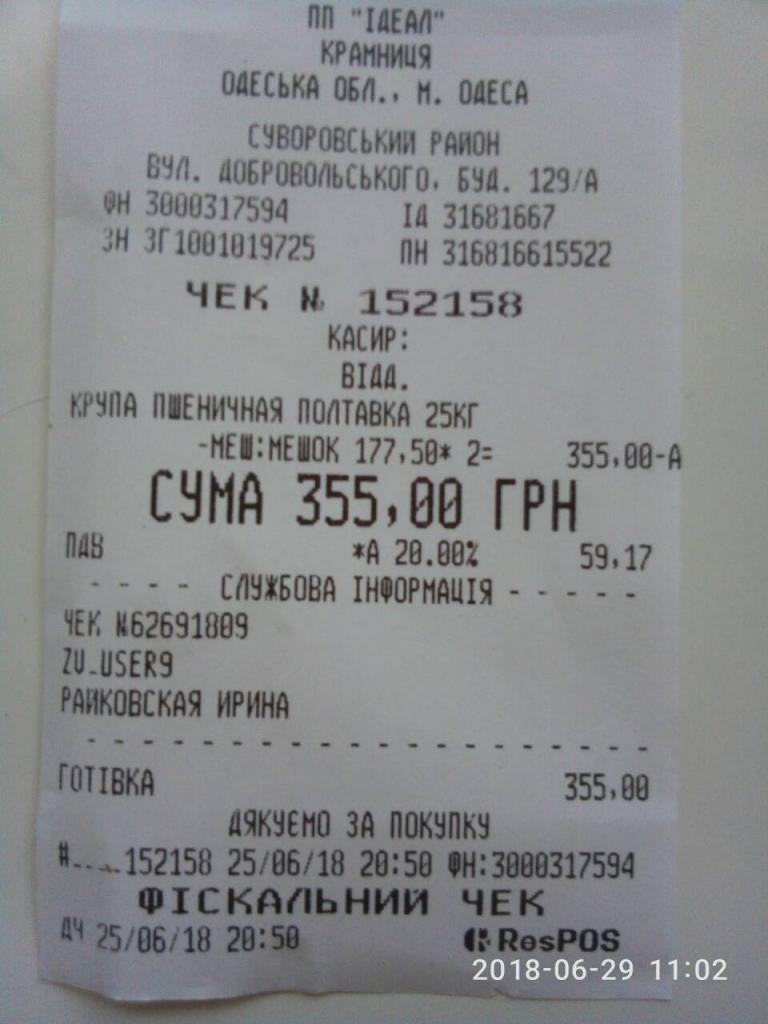 ПП "ІДЕАЛ"
КРАМНИЦЯ
ОДЕСЬКА ОБЛ., М. ОДЕСА
СУВОРОВСЬКИЙ РАЙОН
ВУЛ. ДОБРОВОЛЬСЬКОГО, БУД. 129/А
ФН 3000317594 ІД 31681667
ЗН ЗГ1001019725 ПН 316816615522
ЧЕК № 152158
КАСИР:
ВІДД.
КРУПА ПШЕНИЧНАЯ ПОЛТАВКА 25КГ
-МЕШ:МЕШОК 177,50* 2= 355,00-А
СУМА 355,00 ГРН
ПДВ *А 20.00% 59,17
- - - - СЛУЖБОВА ІНФОРМАЦІЯ - - - - -
ЧЕК №62691809
ZU_USER9
РАЙКОВСКАЯ ИРИНА
- - - - - - - - - - - - - - - - - - - - - -
ГОТІВКА 355,00
ДЯКУЄМО ЗА ПОКУПКУ
#....152158 25/06/18 20:50 ФН:3000317594
ФІСКАЛЬНИЙ ЧЕК
ДЧ 25/06/18 20:50 ResPOS
2018-06-29 11:02